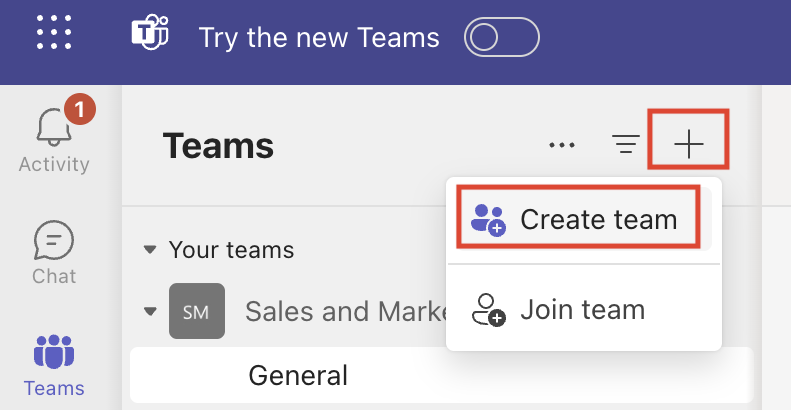 Try the new Teams
1
Activity
Teams
Create team
Chat
Your teams
SM Sales and Marke
Join team
Teams
General